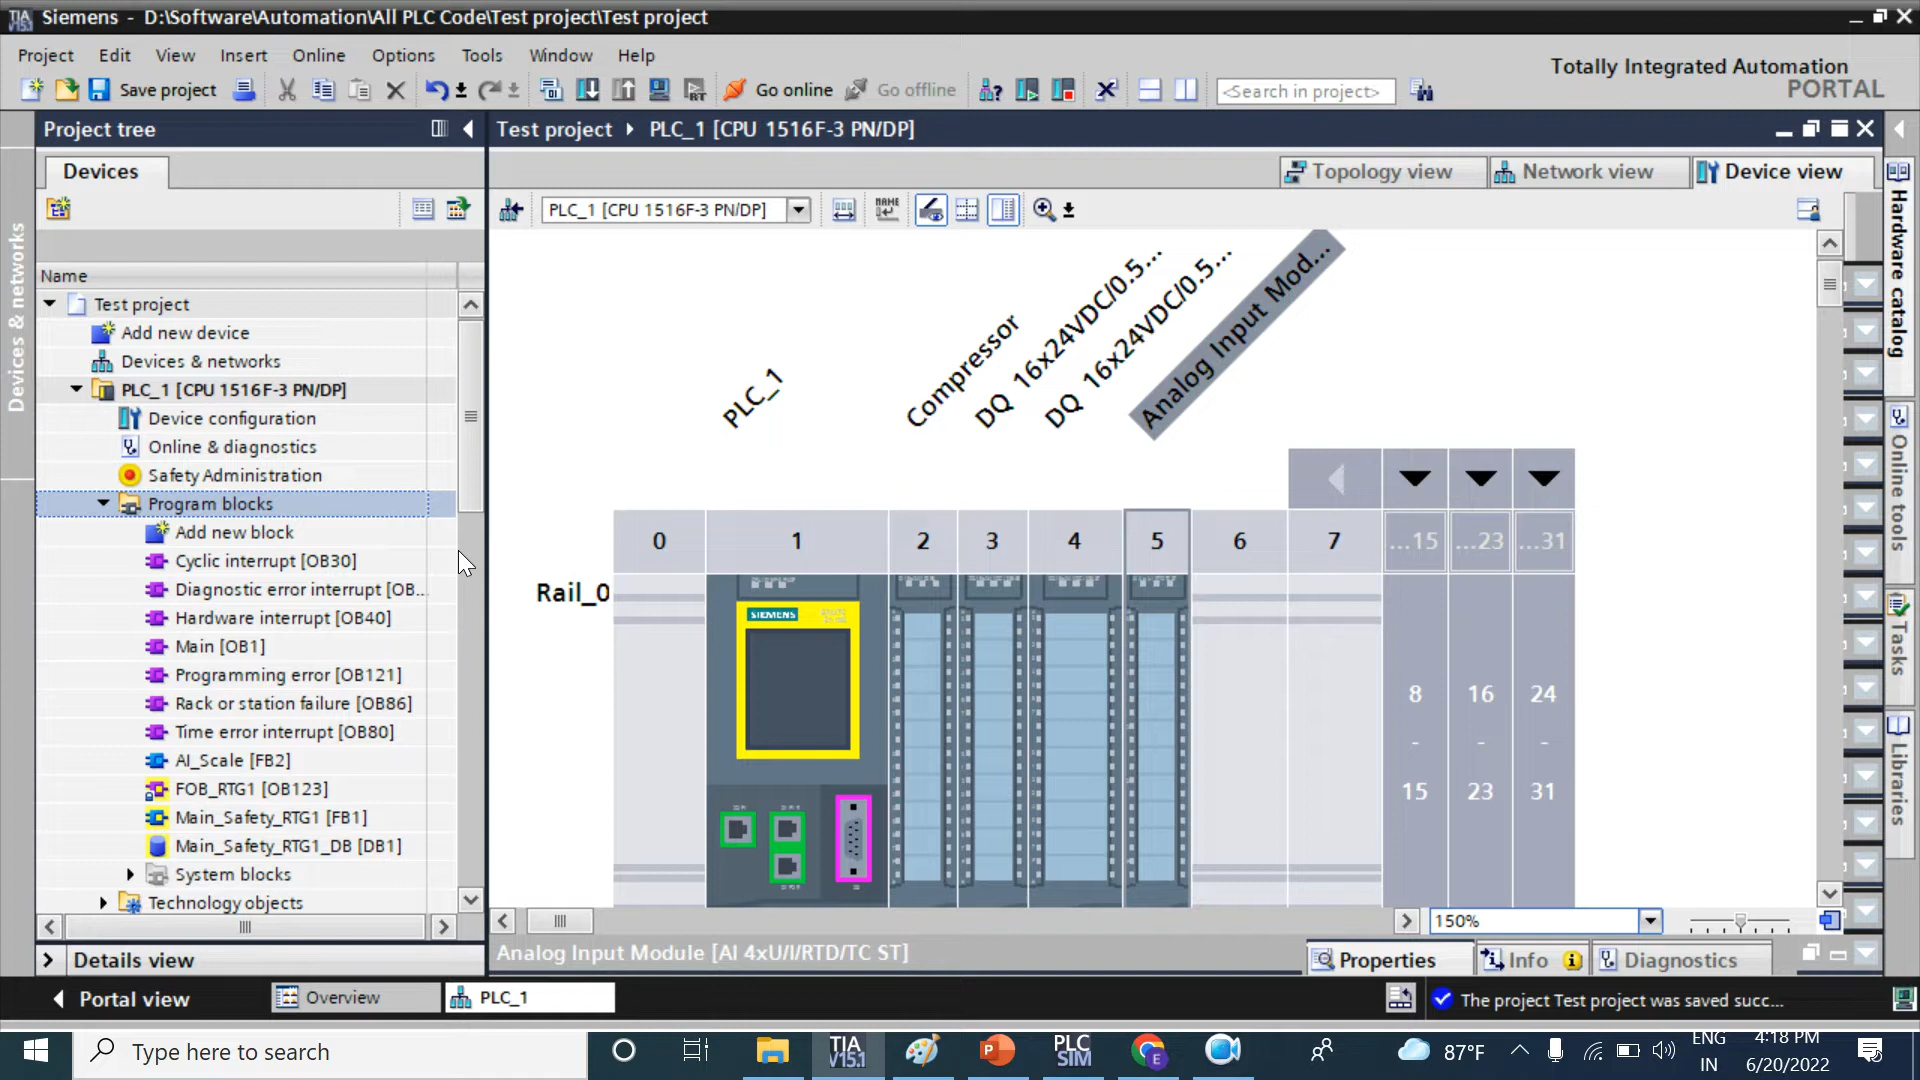 Siemens - D:\Software\Automation\All PLC Code\Test project\Test project
Project Edit View Insert Online Options Tools Window Help
Totally Integrated Automation
PORTAL
Save project Go online Go offline <Search in project>
Project tree
Test project PLC_1 [CPU 1516F-3 PN/DP]
Devices
Topology view Network view Device view
PLC_1 [CPU 1516F-3 PN/DP]
Devices & networks
Name
Test project
Add new device
Devices & networks
PLC_1 [CPU 1516F-3 PN/DP]
Device configuration
Online & diagnostics
Safety Administration
Program blocks
Add new block
Cyclic interrupt [OB30]
Diagnostic error interrupt [OB...
Hardware interrupt [OB40]
Main [OB1]
Programming error [OB121]
Rack or station failure [OB86]
Time error interrupt [OB80]
AI_Scale [FB2]
FOB_RTG1 [OB123]
Main_Safety_RTG1 [FB1]
Main_Safety_RTG1_DB [DB1]
System blocks
Technology objects
Details view
PLC_1
Compressor
DQ 16x24VDC/0.5...
DQ 16x24VDC/0.5...
Analog Input Mod...
0 1 2 3 4 5 6 7 ...15 ...23 ...31
Rail_0
SIEMENS
8 16 24
- - -
15 23 31
150%
Hardware catalog
Online tools
Tasks
Libraries
Analog Input Module [AI 4xU/I/RTD/TC ST]
Properties Info Diagnostics
Portal view Overview PLC_1
The project Test project was saved succ...
Type here to search
TIA V15.1
PLC SIM
87°F
ENG
IN
4:18 PM
6/20/2022